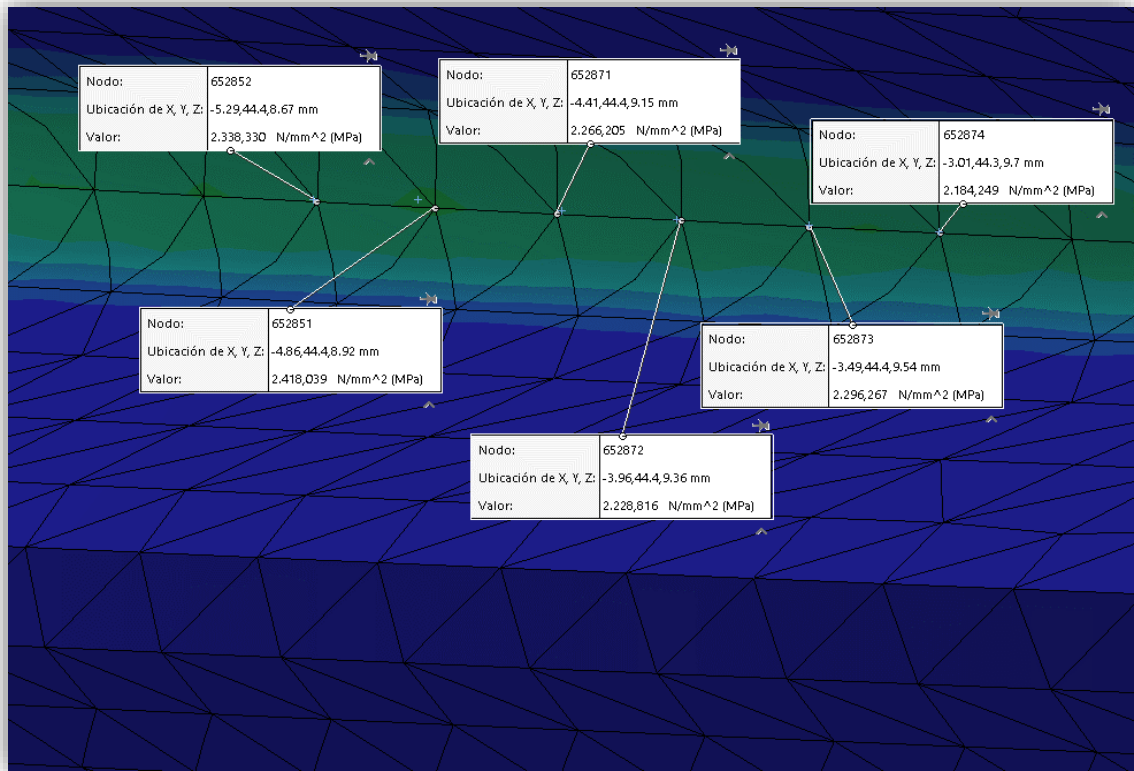 Nodo: 652852
Ubicación de X, Y, Z: -5.29,44.4,8.67 mm
Valor: 2.338,330 N/mm^2 (MPa)
Nodo: 652871
Ubicación de X, Y, Z: -4.41,44.4,9.15 mm
Valor: 2.266,205 N/mm^2 (MPa)
Nodo: 652874
Ubicación de X, Y, Z: -3.01,44.3,9.7 mm
Valor: 2.184,249 N/mm^2 (MPa)
Nodo: 652851
Ubicación de X, Y, Z: -4.86,44.4,8.92 mm
Valor: 2.418,039 N/mm^2 (MPa)
Nodo: 652873
Ubicación de X, Y, Z: -3.49,44.4,9.54 mm
Valor: 2.296,267 N/mm^2 (MPa)
Nodo: 652872
Ubicación de X, Y, Z: -3.96,44.4,9.36 mm
Valor: 2.228,816 N/mm^2 (MPa)